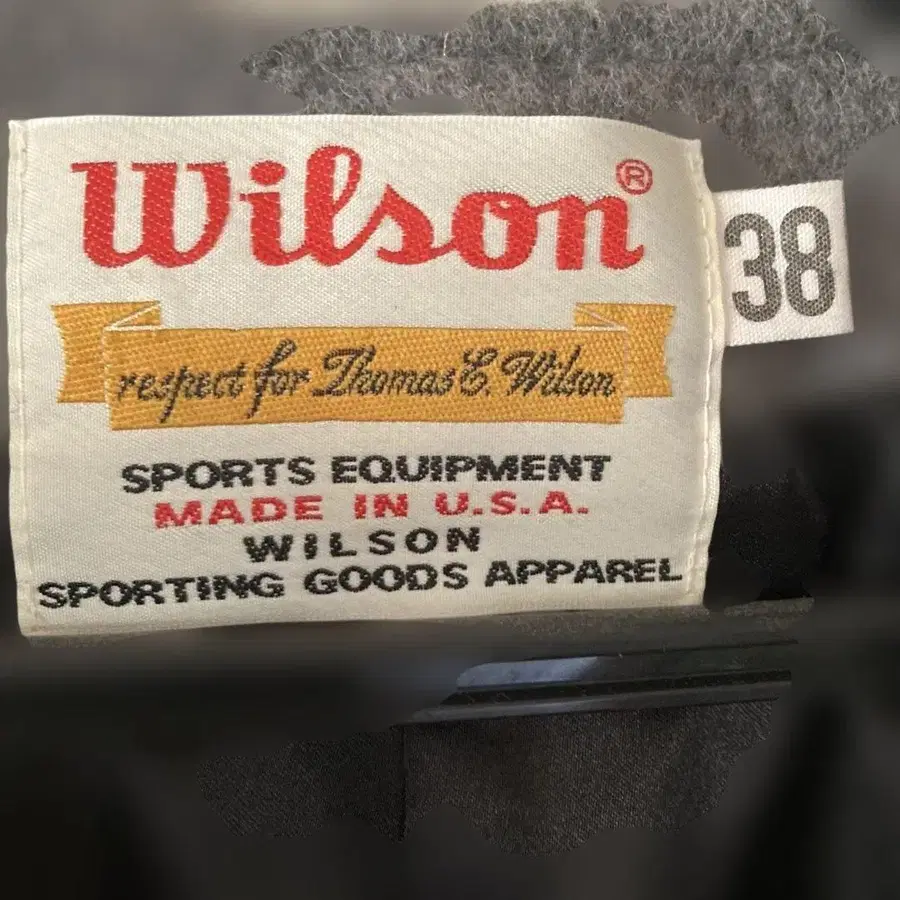 Wilson®
38
respect for Thomas E. Wilson
SPORTS EQUIPMENT
MADE IN U.S.A.
WILSON
SPORTING GOODS APPAREL